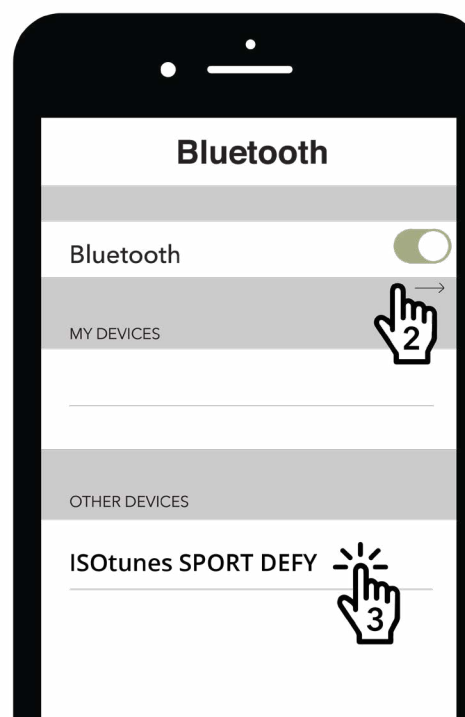 Bluetooth
Bluetooth
2
MY DEVICES
OTHER DEVICES
ISOtunes SPORT DEFY
3